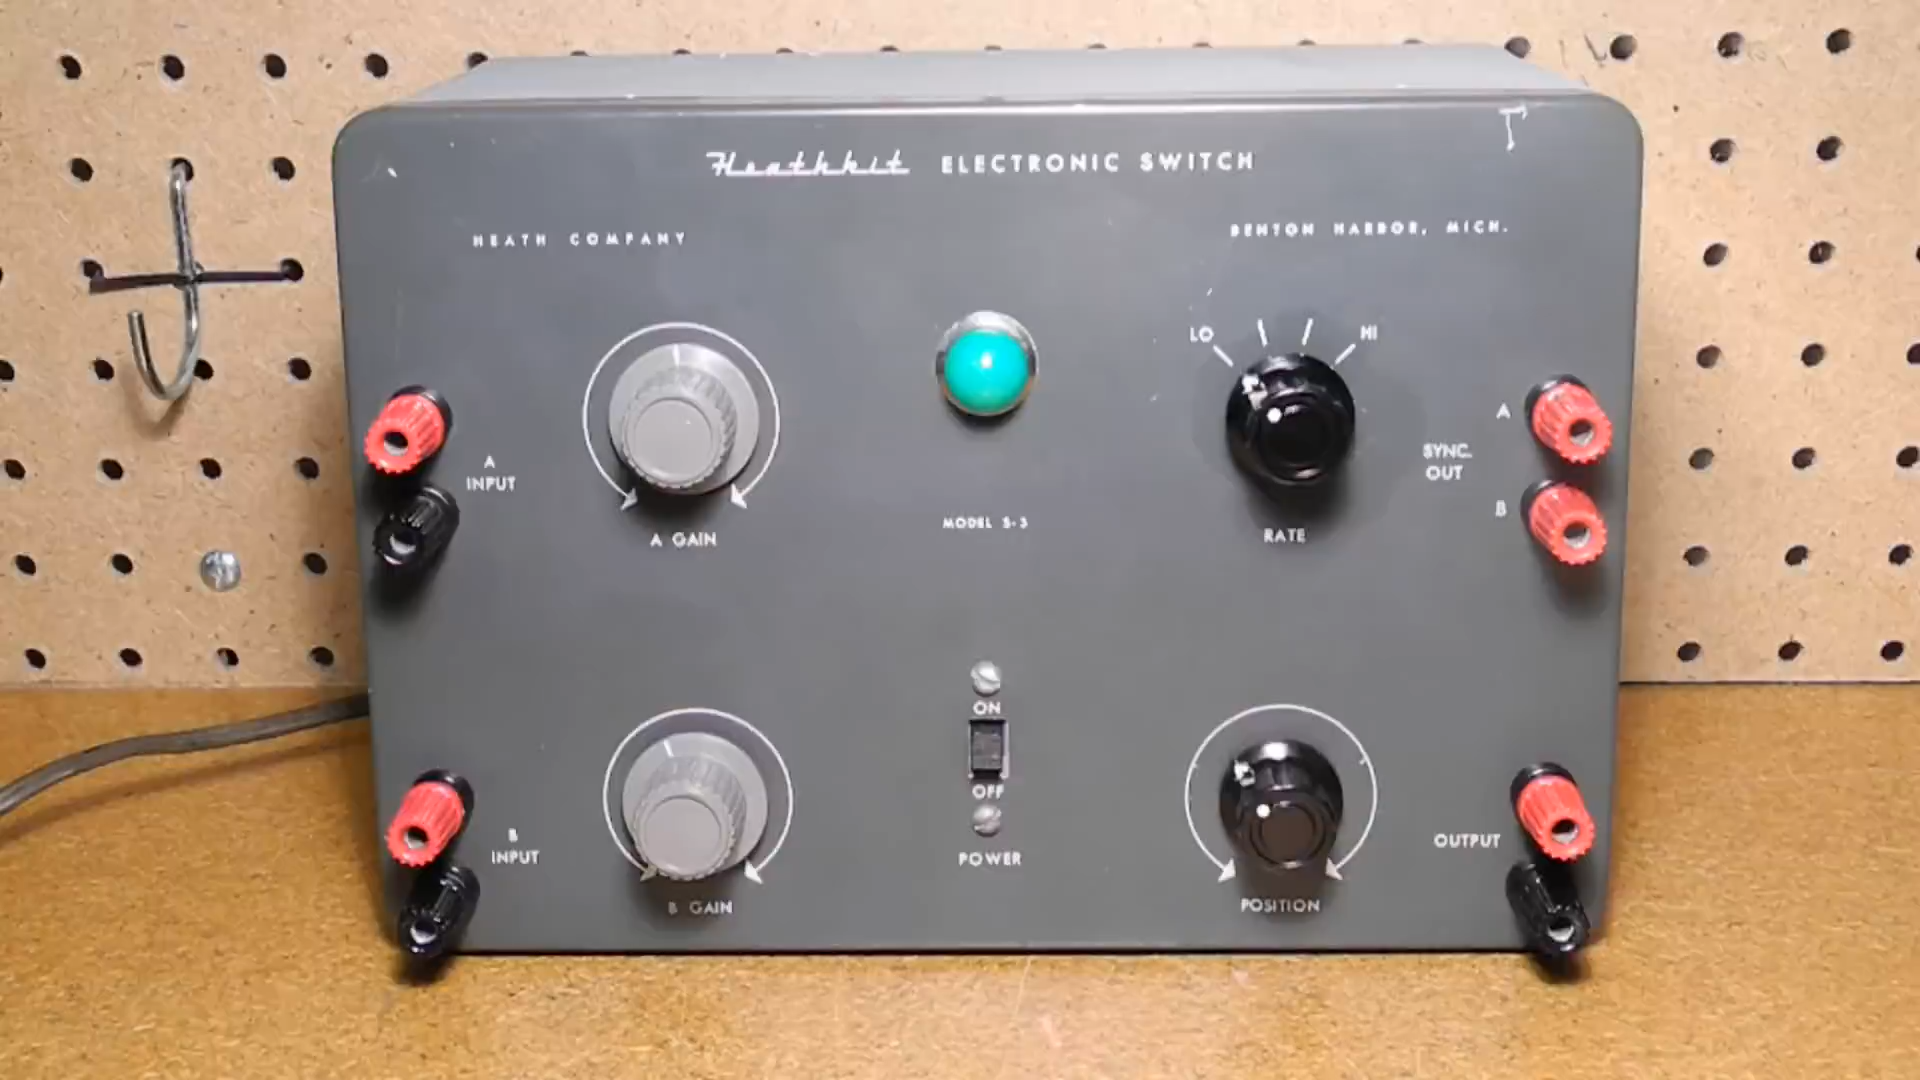 Heathkit ELECTRONIC SWITCH
HEATH COMPANY
BENTON HARBOR, MICH.
LO
HI
A
INPUT
A GAIN
MODEL S-3
RATE
SYNC.
OUT
A
B
ON
OFF
POWER
B
INPUT
B GAIN
POSITION
OUTPUT